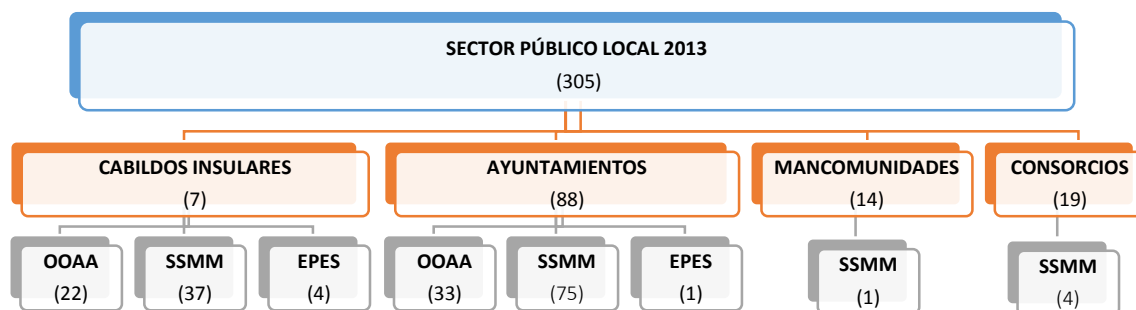 SECTOR PÚBLICO LOCAL 2013
(305)
CABILDOS INSULARES
(7)
AYUNTAMIENTOS
(88)
MANCOMUNIDADES
(14)
CONSORCIOS
(19)
OOAA
(22)
SSMM
(37)
EPES
(4)
OOAA
(33)
SSMM
(75)
EPES
(1)
SSMM
(1)
SSMM
(4)